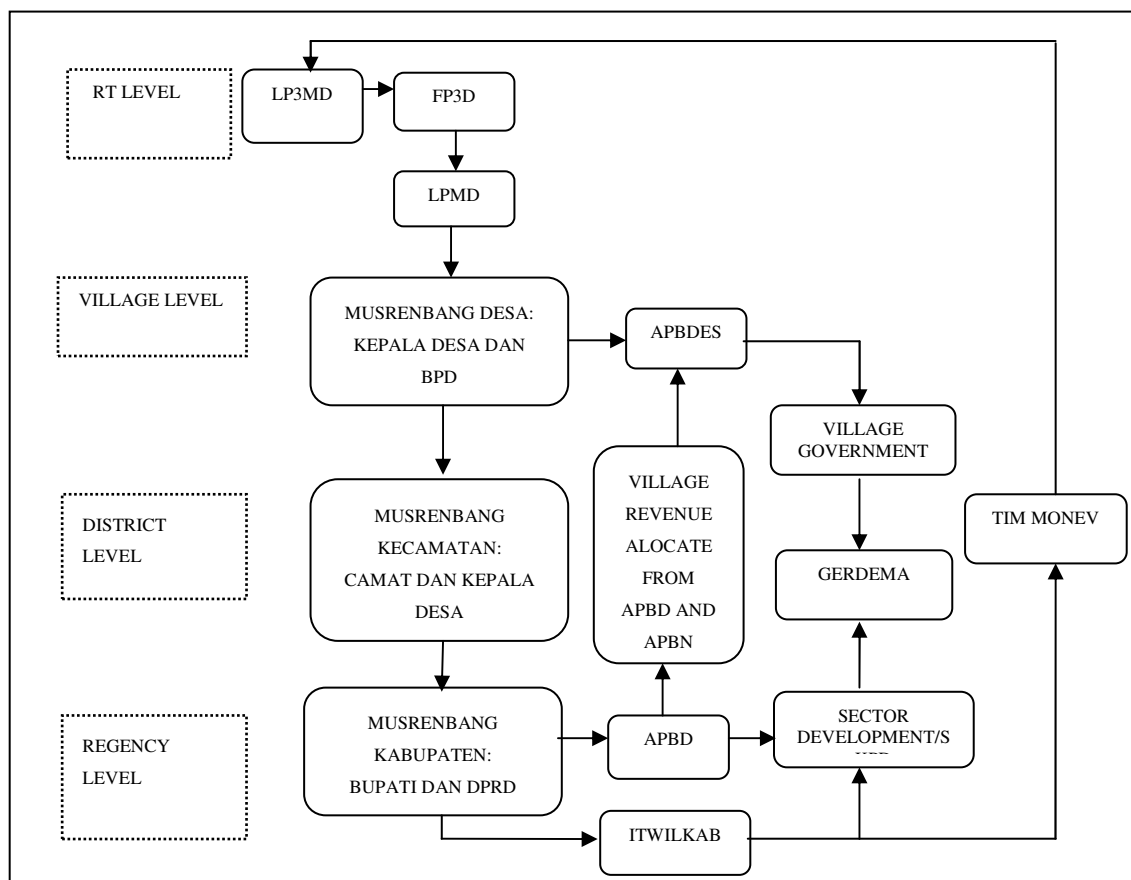 RT LEVEL
LP3MD
FP3D
LPMD
VILLAGE LEVEL
MUSRENBANG DESA:
KEPALA DESA DAN
BPD
APBDES
VILLAGE
GOVERNMENT
DISTRICT
LEVEL
MUSRENBANG
KECAMATAN:
CAMAT DAN KEPALA
DESA
VILLAGE
REVENUE
ALOCATE
FROM
APBD AND
APBN
GERDEMA
TIM MONEV
REGENCY
LEVEL
MUSRENBANG
KABUPATEN:
BUPATI DAN DPRD
APBD
SECTOR
DEVELOPMENT/S
ITWILKAB